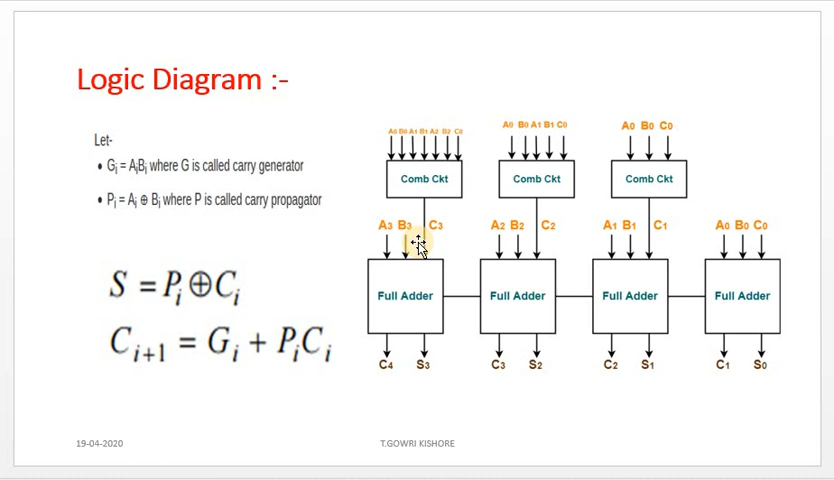 Logic Diagram :-
Let-
• Gi = AiBi where G is called carry generator
• Pi = Ai ⊕ Bi where P is called carry propagator
S = Pi ⊕ Ci
Ci+1 = Gi + PiCi
A0 B0 A1 B1 A2 B2 C0
A0 B0 A1 B1 C0
A0 B0 C0
Comb Ckt
Comb Ckt
Comb Ckt
A3 B3 C3
A2 B2 C2
A1 B1 C1
A0 B0 C0
Full Adder
Full Adder
Full Adder
Full Adder
C4 S3
C3 S2
C2 S1
C1 S0
19-04-2020
T.GOWRI KISHORE